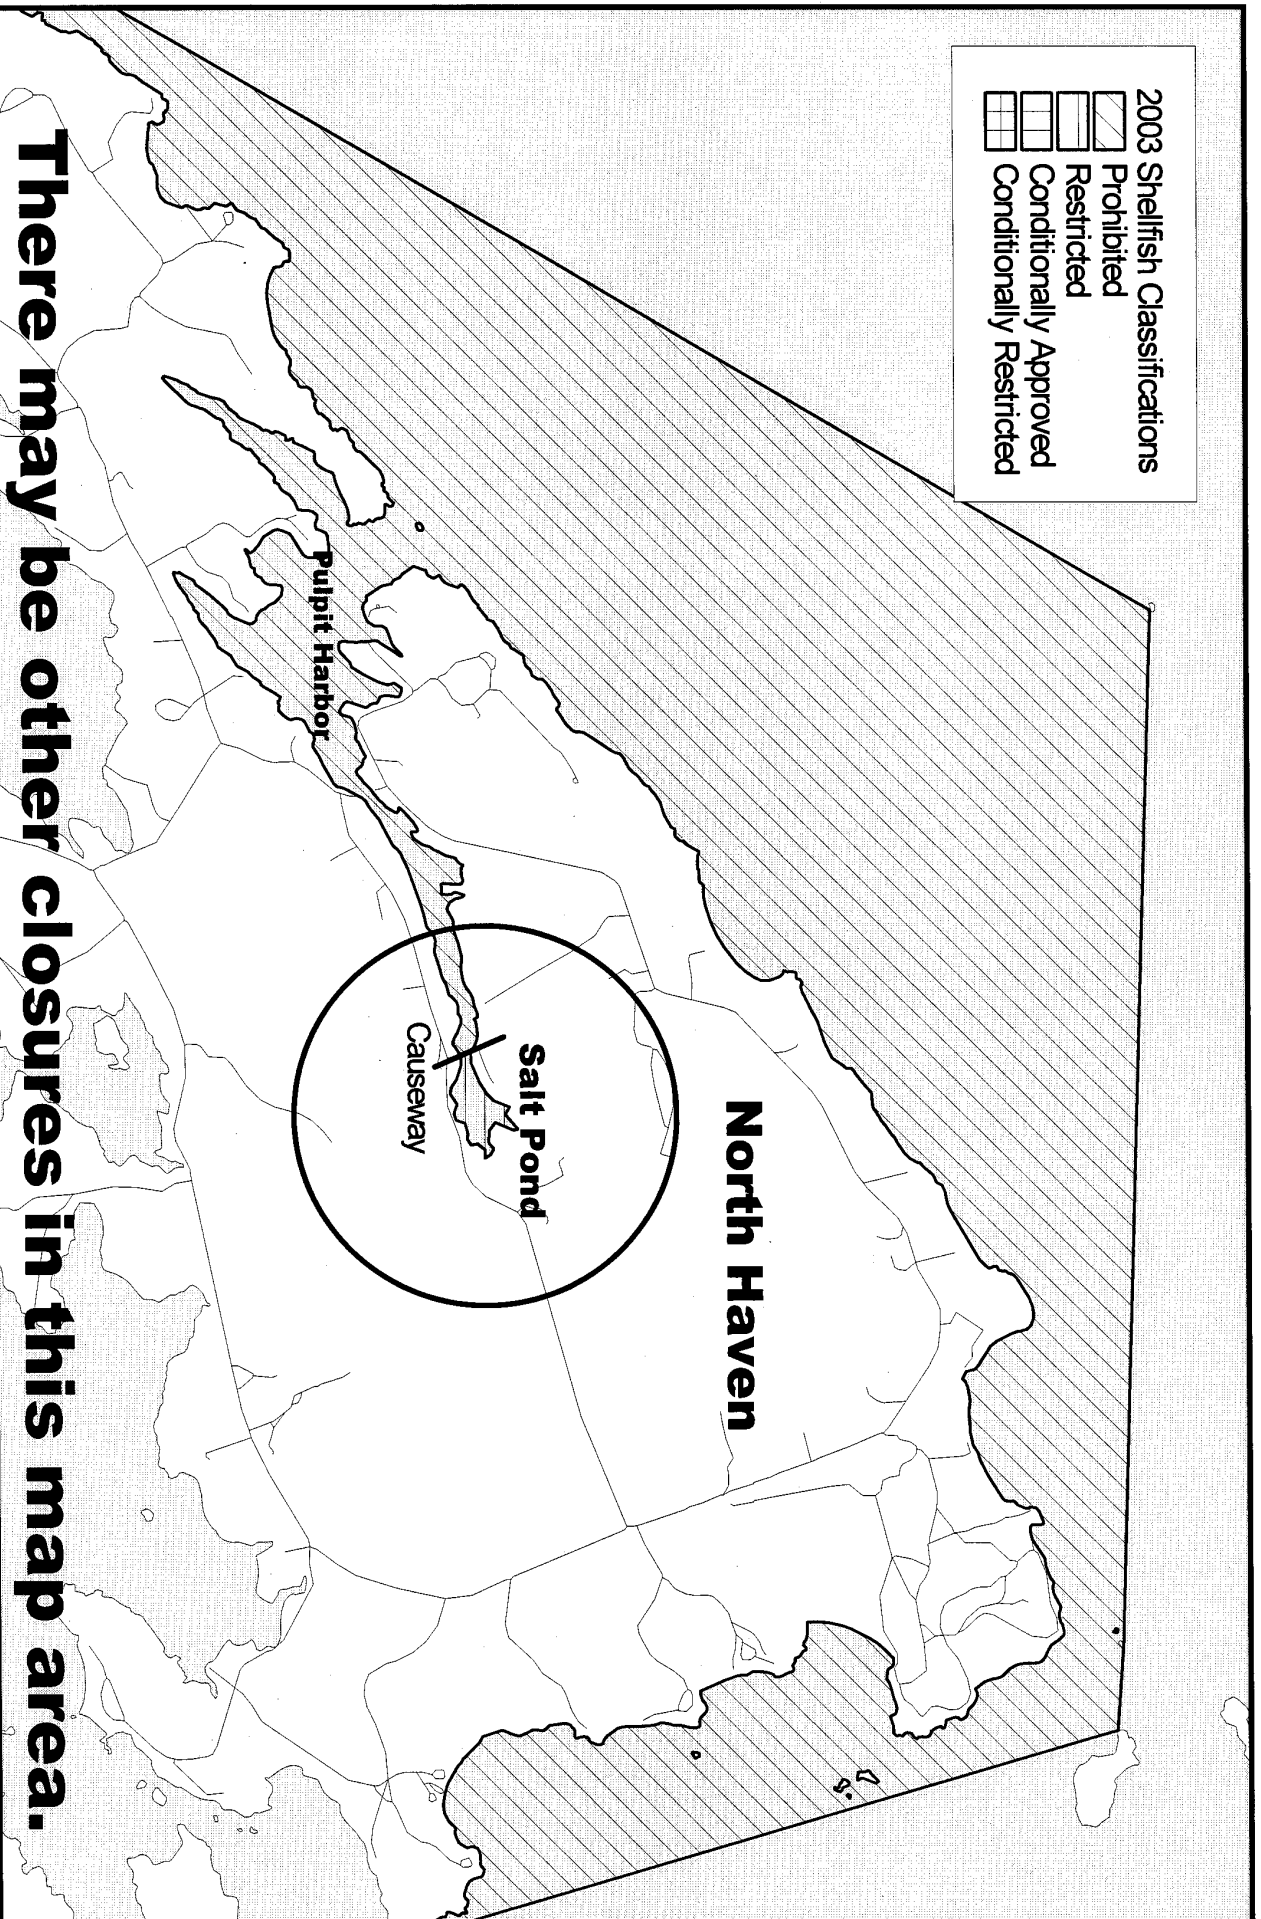 2003 Shellfish Classifications
Prohibited
Restricted
Conditionally Approved
Conditionally Restricted
North Haven
Salt Pond
Causeway
Pulpit Harbor
There may be other closures in this map area.